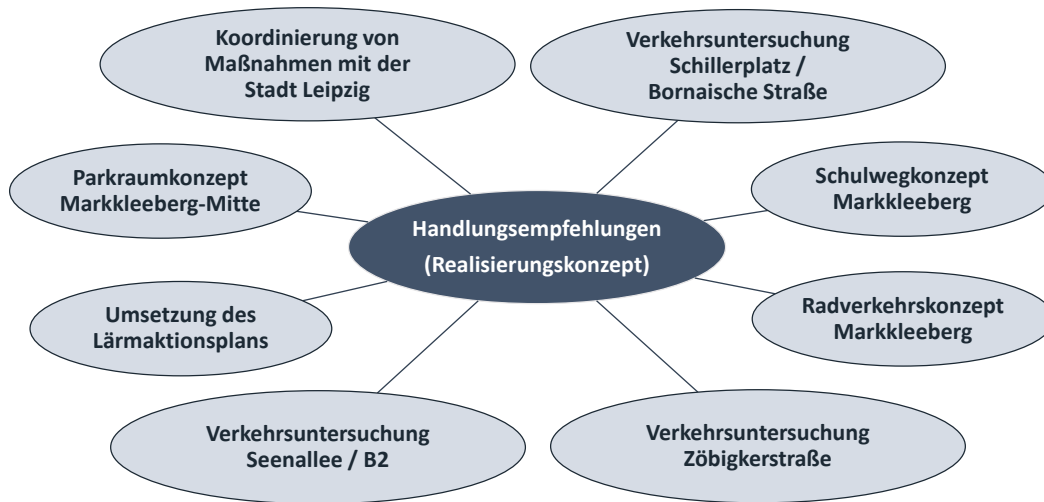 Koordinierung von
Maßnahmen mit der
Stadt Leipzig
Verkehrsuntersuchung
Schillerplatz /
Bornaische Straße
Parkraumkonzept
Markkleeberg-Mitte
Schulwegkonzept
Markkleeberg
Handlungsempfehlungen
(Realisierungskonzept)
Umsetzung des
Lärmaktionsplans
Radverkehrskonzept
Markkleeberg
Verkehrsuntersuchung
Seenallee / B2
Verkehrsuntersuchung
Zöbigkerstraße